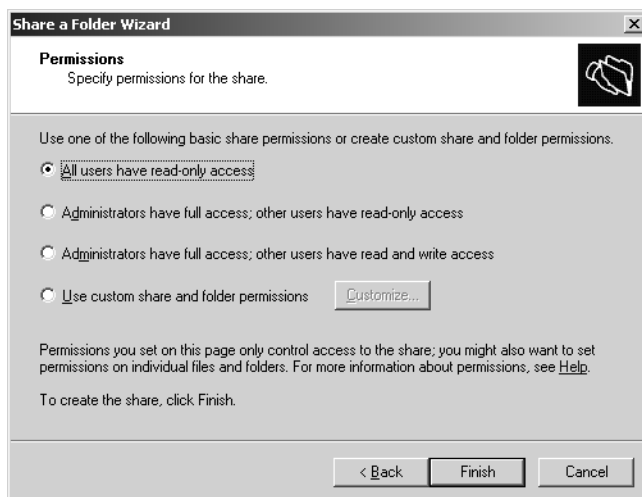 Share a Folder Wizard
Permissions
Specify permissions for the share.
Use one of the following basic share permissions or create custom share and folder permissions.
All users have read-only access
Administrators have full access; other users have read-only access
Administrators have full access; other users have read and write access
Use custom share and folder permissions
Customize...
Permissions you set on this page only control access to the share; you might also want to set
permissions on individual files and folders. For more information about permissions, see Help.
To create the share, click Finish.
< Back
Finish
Cancel